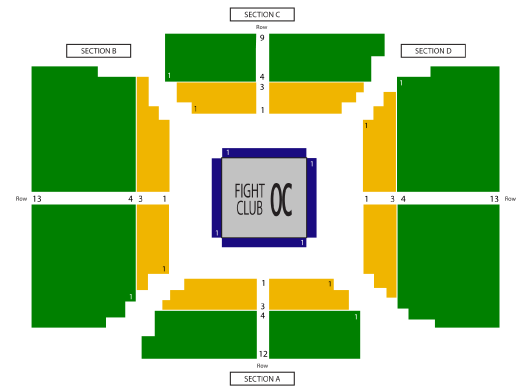 SECTION C
Row
9
SECTION B
SECTION D
1
4
1
3
1
1
1
1
FIGHT
CLUB OC
1
Row 13 4 3 1
1 3 4 13 Row
1
1
1
1
1
1
3
4
1
12
Row
SECTION A